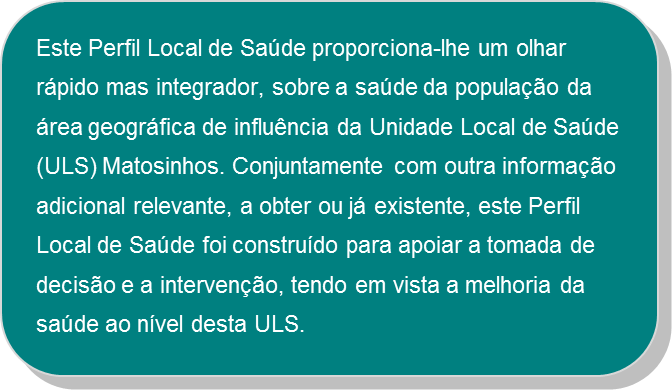 Este Perfil Local de Saúde proporciona-lhe um olhar
rápido mas integrador, sobre a saúde da população da
área geográfica de influência da Unidade Local de Saúde
(ULS) Matosinhos. Conjuntamente com outra informação
adicional relevante, a obter ou já existente, este Perfil
Local de Saúde foi construído para apoiar a tomada de
decisão e a intervenção, tendo em vista a melhoria da
saúde ao nível desta ULS.